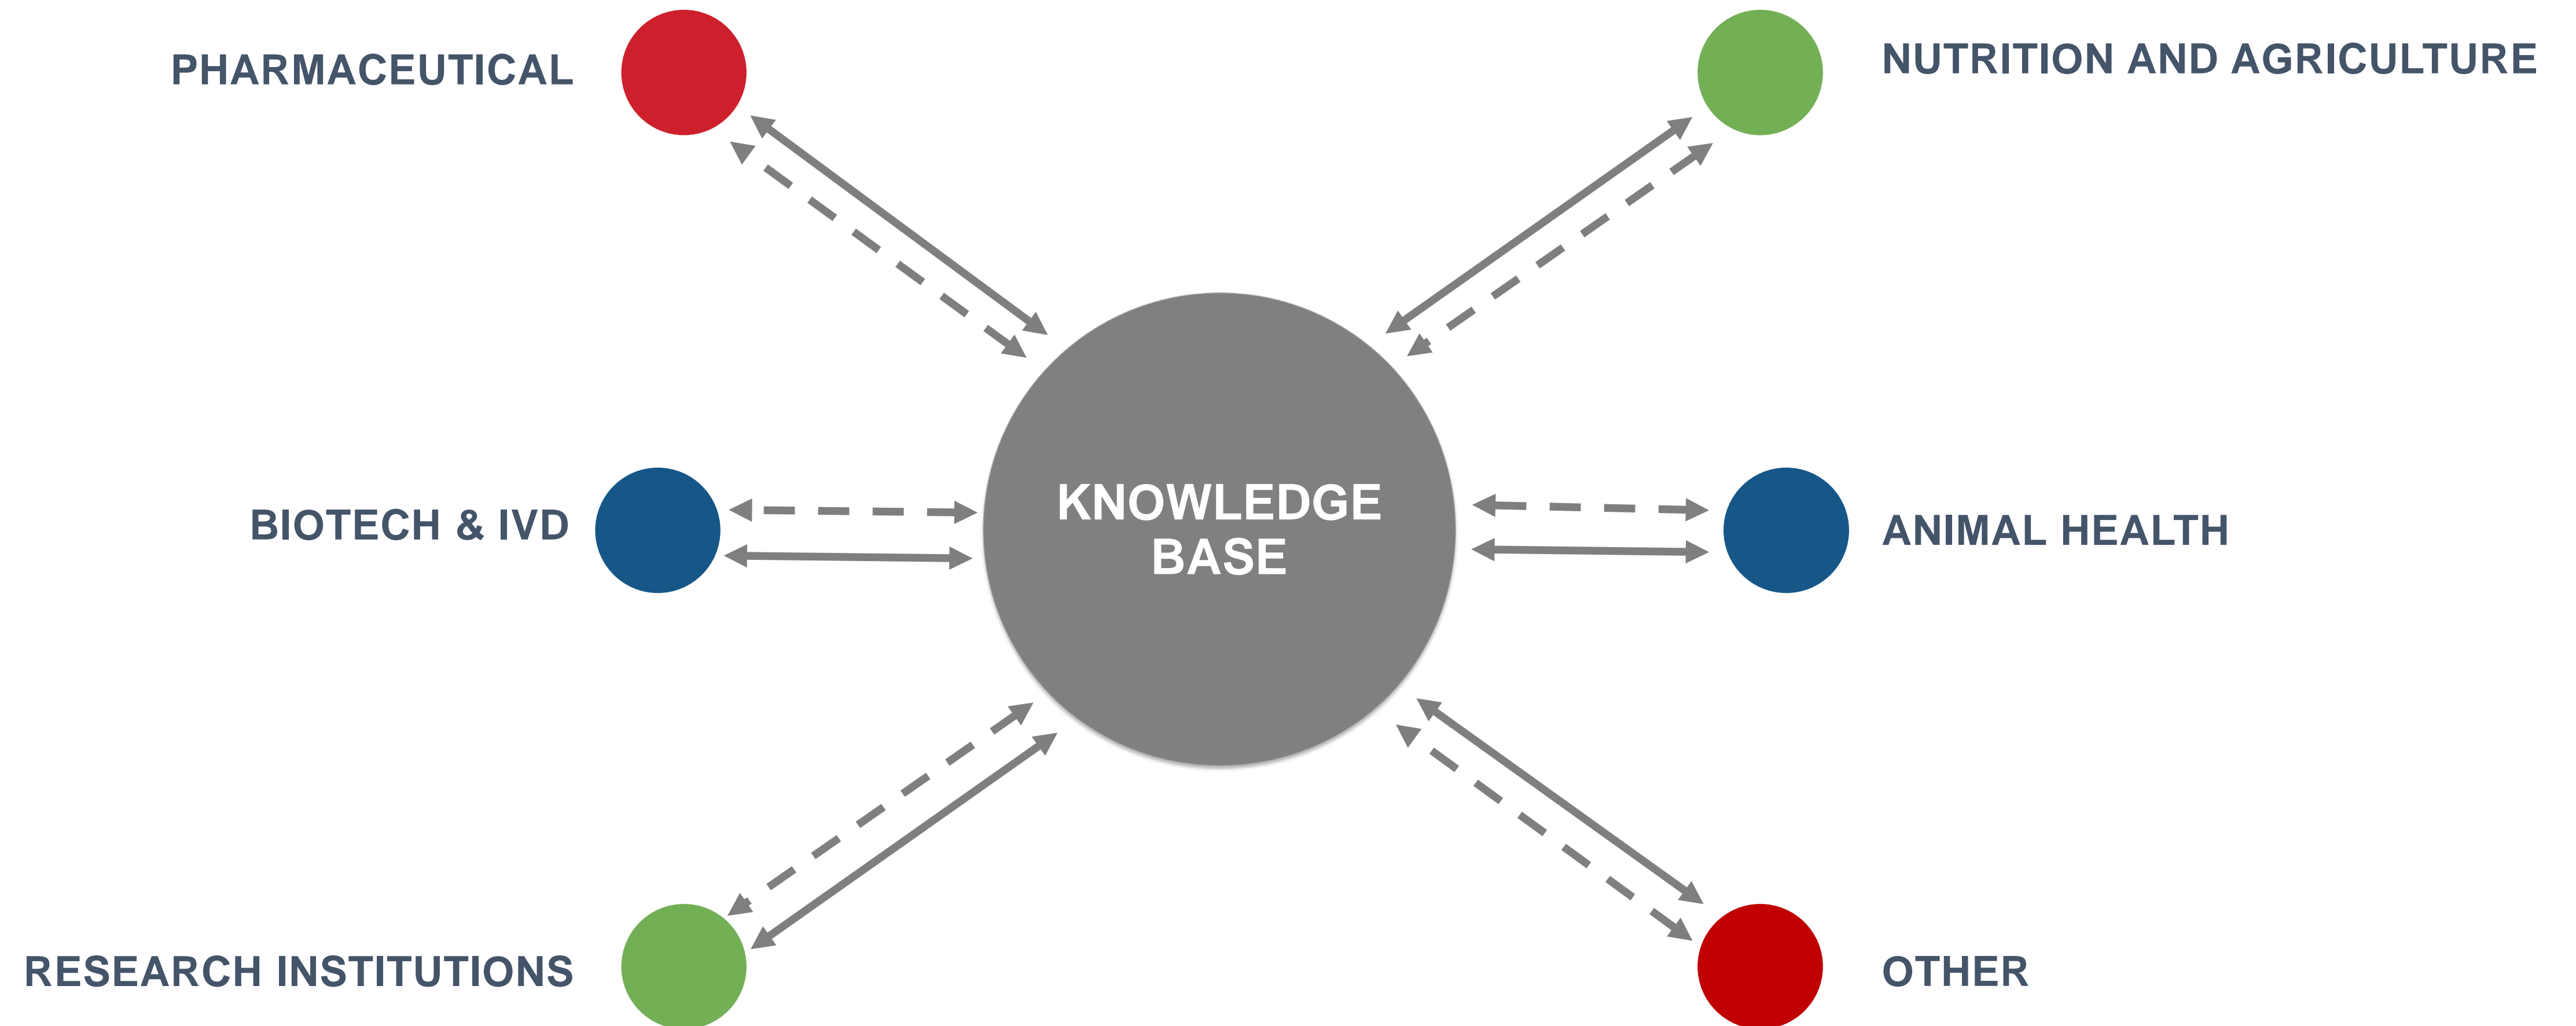 PHARMACEUTICAL
NUTRITION AND AGRICULTURE
KNOWLEDGE
BASE
BIOTECH & IVD
ANIMAL HEALTH
RESEARCH INSTITUTIONS
OTHER